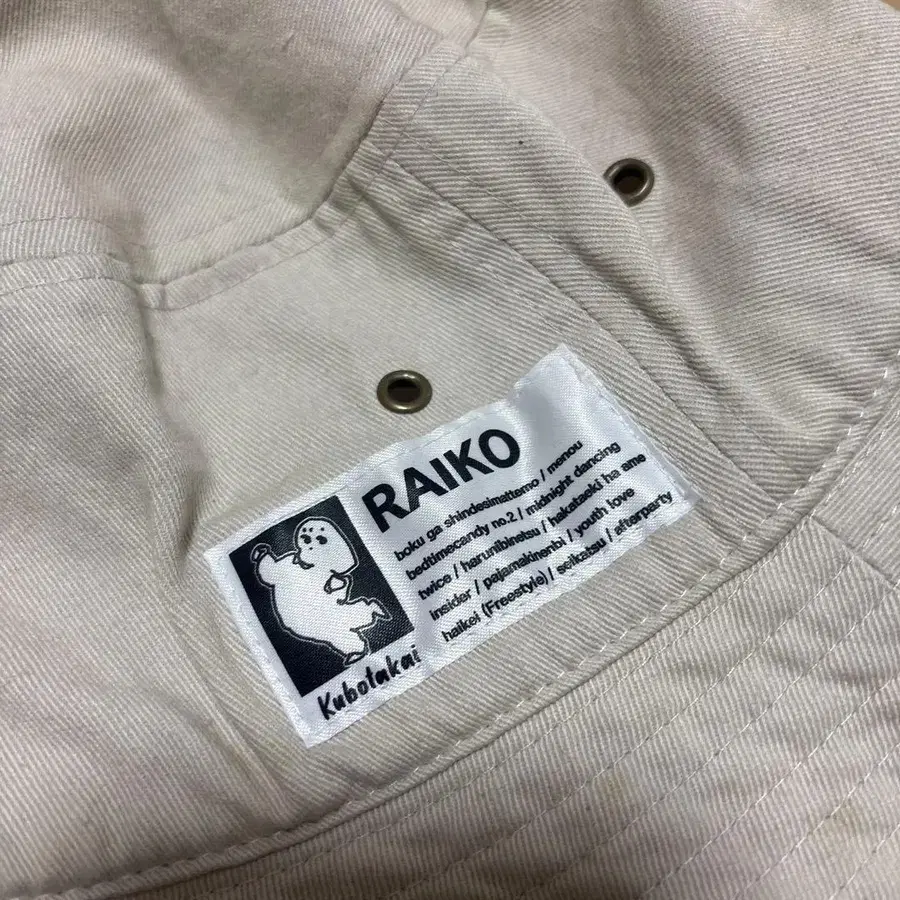 RAIKO
boku ga shindesimattemo / menou
bedtimecandy no.2 / midnight dancing
twice / harunibinetsu / hakataeki ha ame
insider / pajamakinenbi / youth love
haikei (Freestyle) / seikatsu / afterparty
Kubotakai